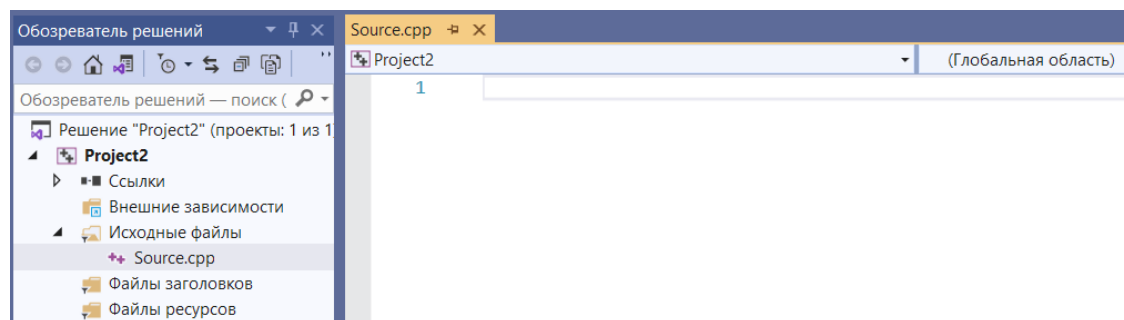 Обозреватель решений
Обозреватель решений — поиск (
Решение "Project2" (проекты: 1 из 1
Project2
Ссылки
Внешние зависимости
Исходные файлы
Source.cpp
Файлы заголовков
Файлы ресурсов
Source.cpp
Project2
(Глобальная область)
1